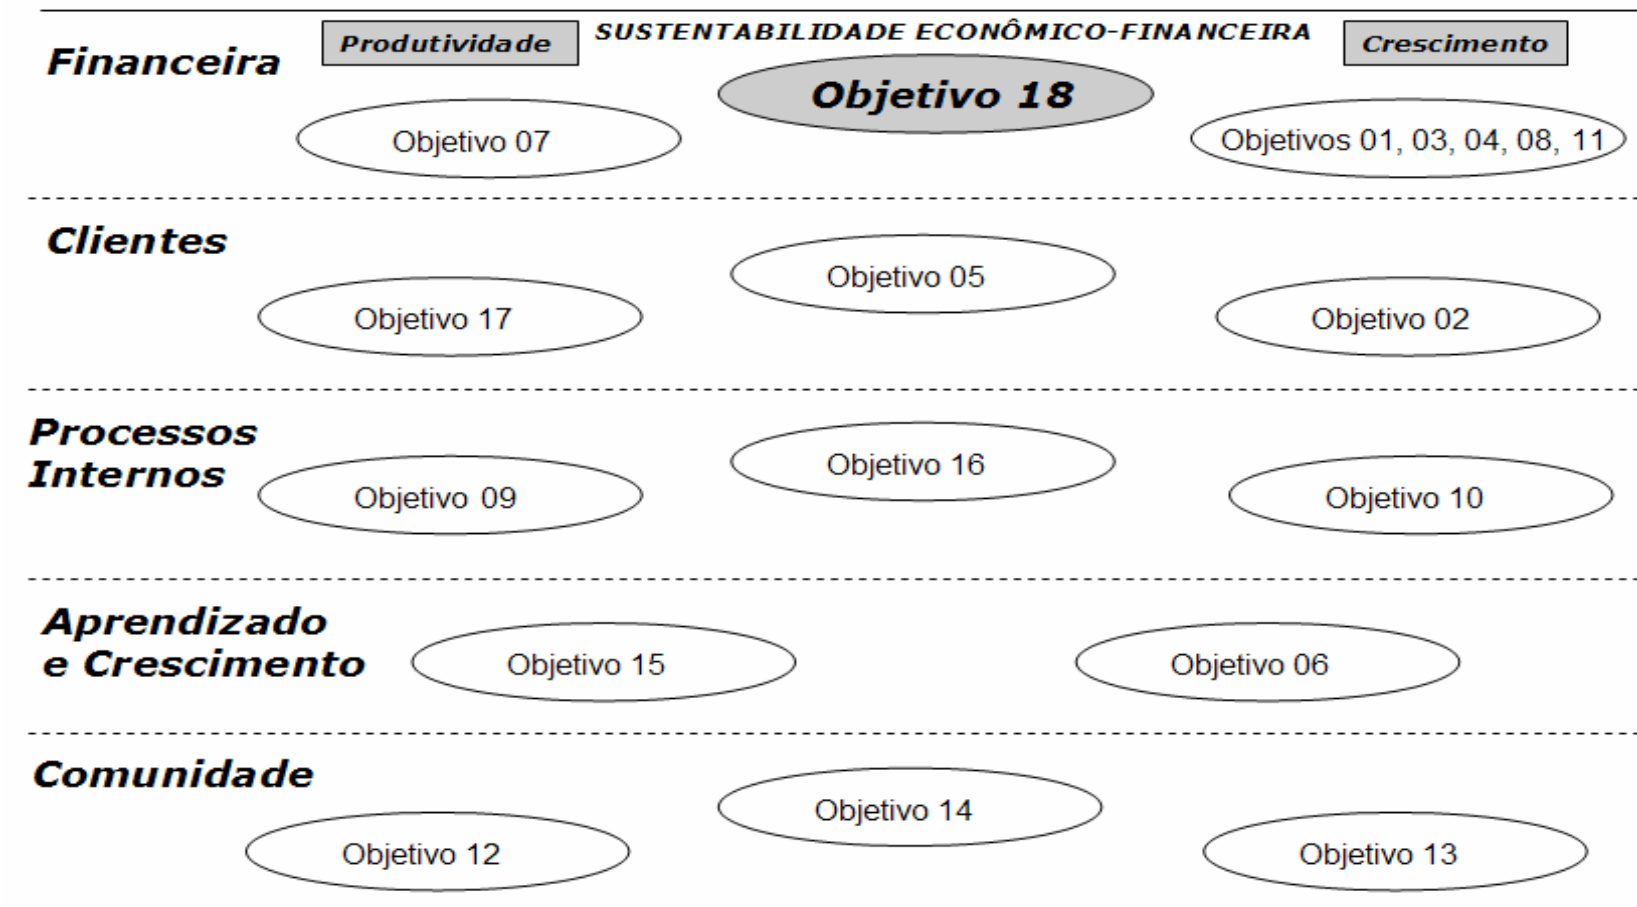 SUSTENTABILIDADE ECONÔMICO-FINANCEIRA
Financeira
Produtividade
Crescimento
Objetivo 18
Objetivo 07
Objetivos 01, 03, 04, 08, 11
Clientes
Objetivo 05
Objetivo 17
Objetivo 02
Processos
Internos
Objetivo 16
Objetivo 09
Objetivo 10
Aprendizado
e Crescimento
Objetivo 15
Objetivo 06
Comunidade
Objetivo 14
Objetivo 12
Objetivo 13